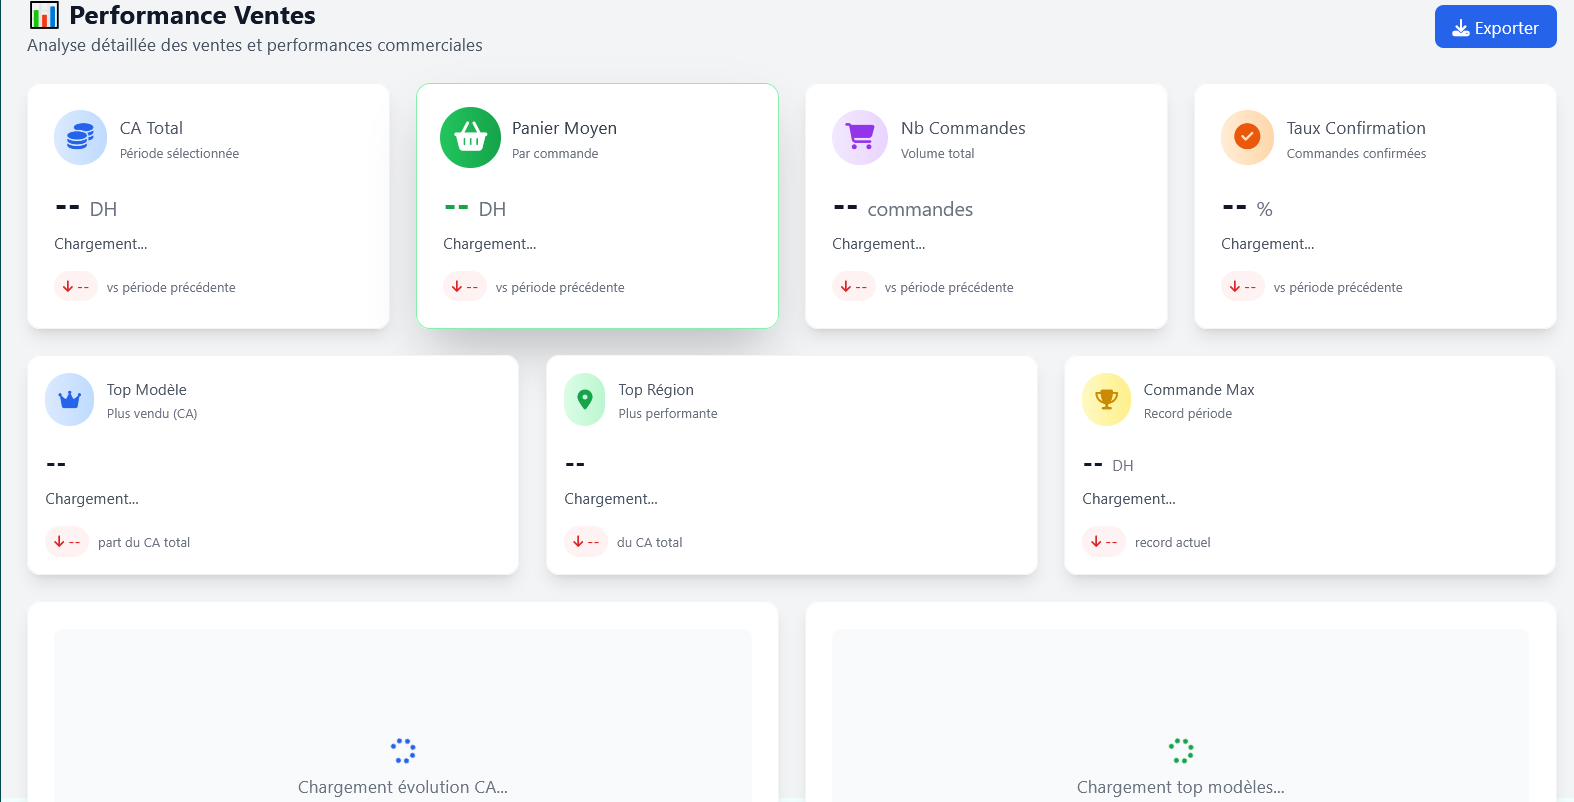 Performance Ventes
Analyse détaillée des ventes et performances commerciales
Exporter
CA Total
Période sélectionnée
-- DH
Chargement...
-- vs période précédente
Panier Moyen
Par commande
-- DH
Chargement...
-- vs période précédente
Nb Commandes
Volume total
-- commandes
Chargement...
-- vs période précédente
Taux Confirmation
Commandes confirmées
-- %
Chargement...
-- vs période précédente
Top Modèle
Plus vendu (CA)
--
Chargement...
-- part du CA total
Top Région
Plus performante
--
Chargement...
-- du CA total
Commande Max
Record période
-- DH
Chargement...
-- record actuel
Chargement évolution CA...
Chargement top modèles...